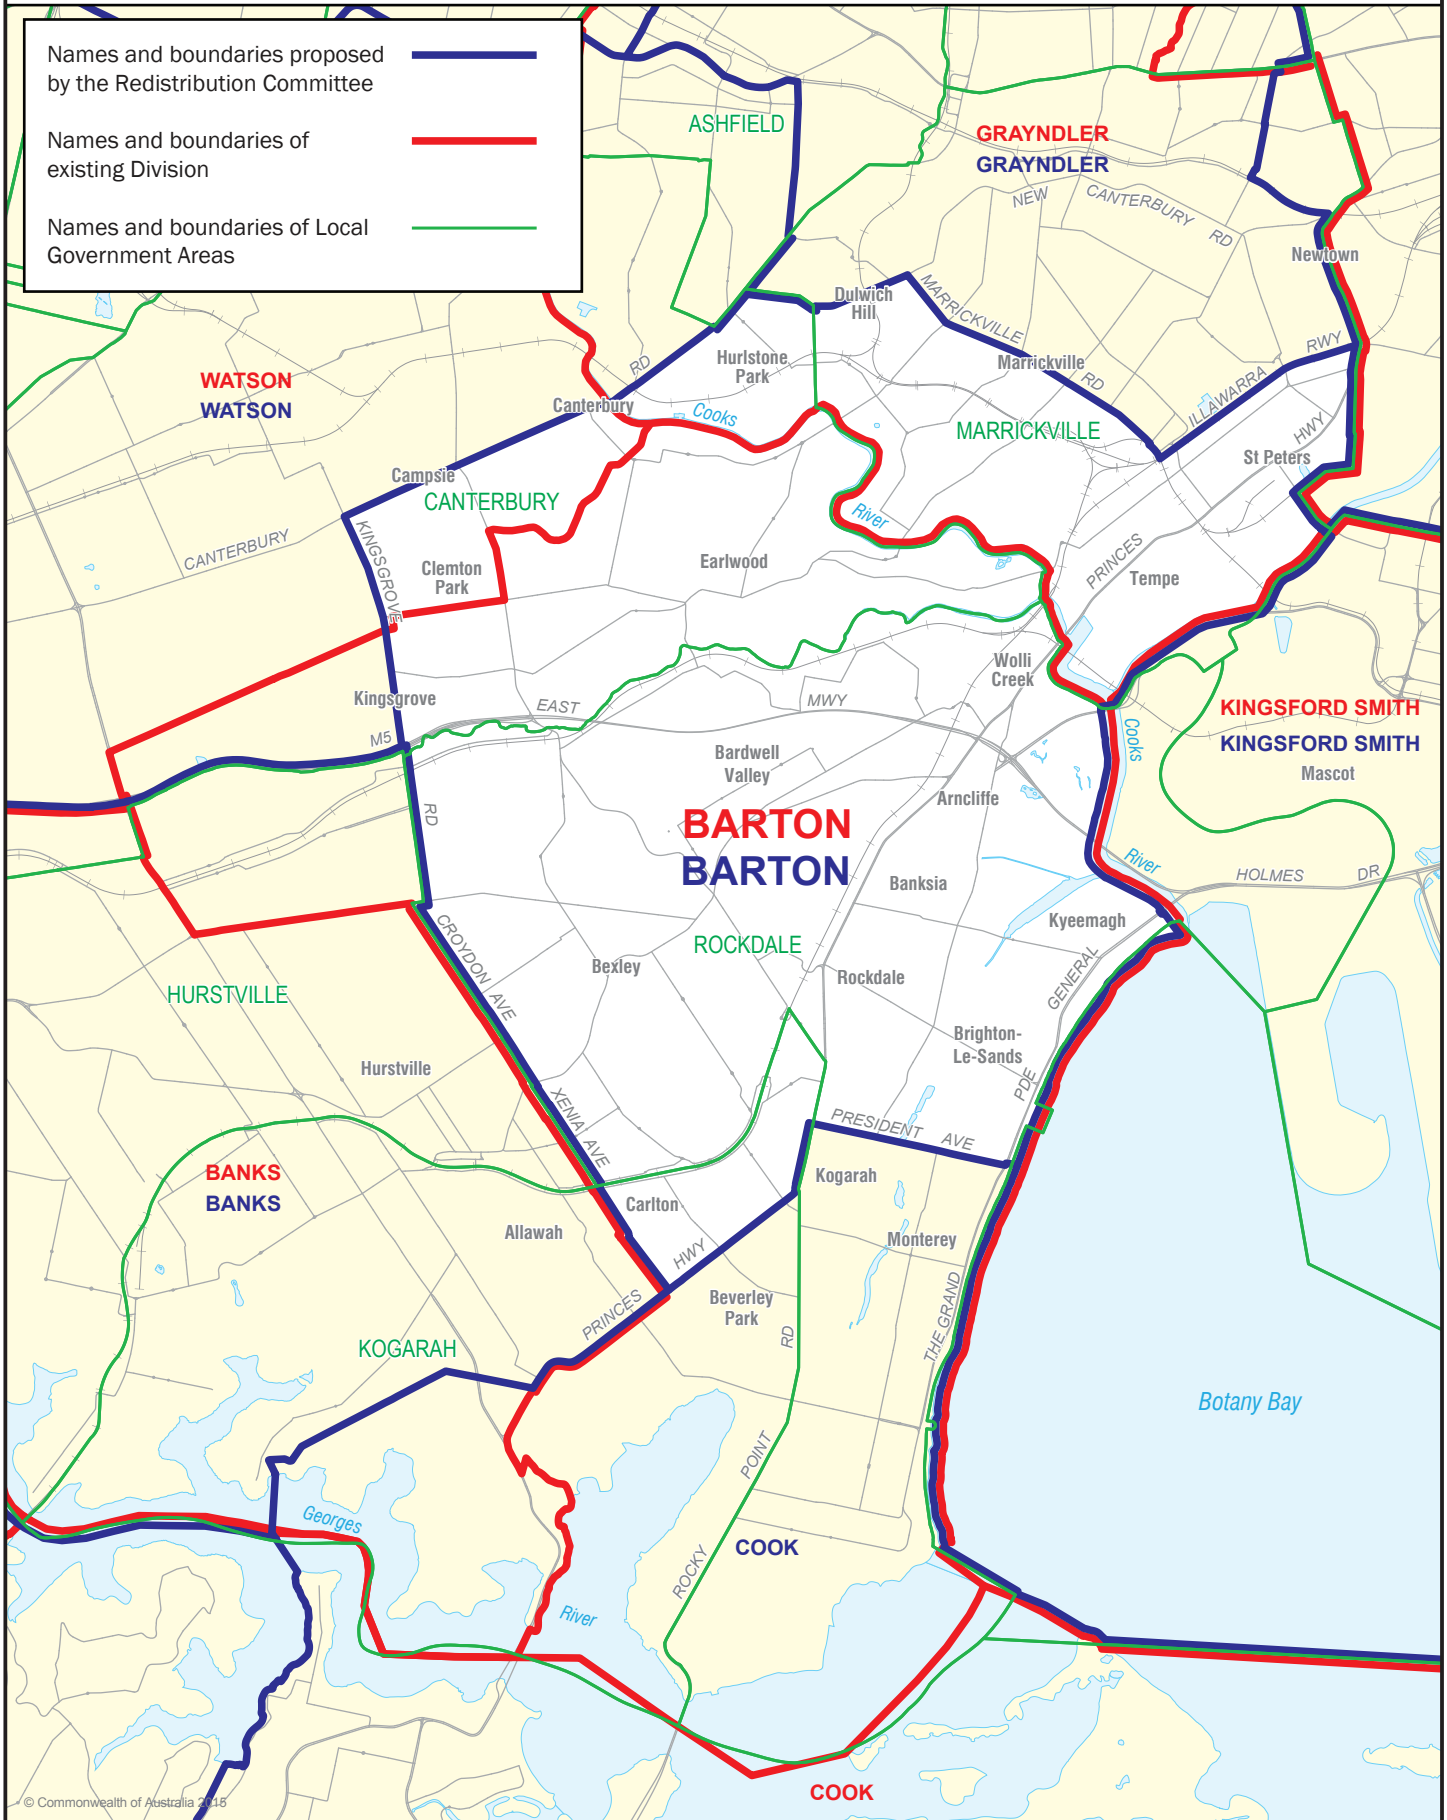 Names and boundaries proposed
by the Redistribution Committee
Names and boundaries of
existing Division
Names and boundaries of Local
Government Areas
ASHFIELD
GRAYNDLER
GRAYNDLER
NEW
CANTERBURY
RD
Newtown
Dulwich
Hill
MARRICKVILLE
RD
Hurlstone
Park
RD
Marrickville
RWY
ILLAWARRA
WATSON
WATSON
Canterbury
Cooks
MARRICKVILLE
HWY
St Peters
Campsie
CANTERBURY
River
CANTERBURY
KINGSGROVE
Clemton
Park
Earlwood
PRINCES
Tempe
Wolli
Creek
Kingsgrove
EAST
MWY
M5
KINGSFORD SMITH
KINGSFORD SMITH
Cooks
Mascot
Bardwell
Valley
Arncliffe
RD
BARTON
BARTON
River
HOLMES
DR
Banksia
Kyeemagh
CROYDON
AVE
ROCKDALE
Bexley
Rockdale
GENERAL
HURSTVILLE
Brighton-
Le-Sands
Hurstville
PDE
XENIA
AVE
PRESIDENT
AVE
BANKS
BANKS
Kogarah
Carlton
Allawah
HWY
Monterey
Beverley
Park
PRINCES
RD
THE GRAND
KOGARAH
Botany Bay
POINT
Georges
COOK
ROCKY
River
COOK
© Commonwealth of Australia 2015